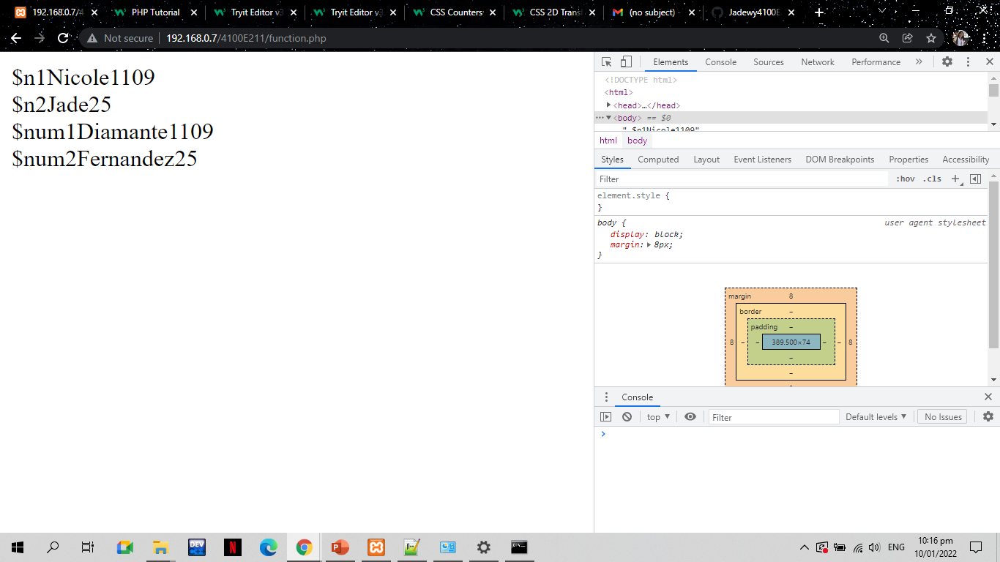 192.168.0.7/4
PHP Tutorial
Tryit Editor v3
Tryit Editor v3
CSS Counters
CSS 2D Trans
(no subject)
Jadewy4100E
Not secure
192.168.0.7/4100E211/function.php
$n1Nicole1109
$n2Jade25
$num1Diamante1109
$num2Fernandez25
Elements Console Sources Network Performance »
<!DOCTYPE html>
<html>
▶<head>…</head>
··· ▼<body> == $0
" $n1Nicole1109"
html body
Styles Computed Layout Event Listeners DOM Breakpoints Properties Accessibility
Filter :hov .cls +
element.style {
}
body { user agent stylesheet
display: block;
margin:▶ 8px;
}
margin 8
border –
padding –
8 – – 389.500×74 – – 8
–
–
Console
top ▼ Filter Default levels ▼ No Issues
>
DEV
C++
N
ENG
10:16 pm
10/01/2022